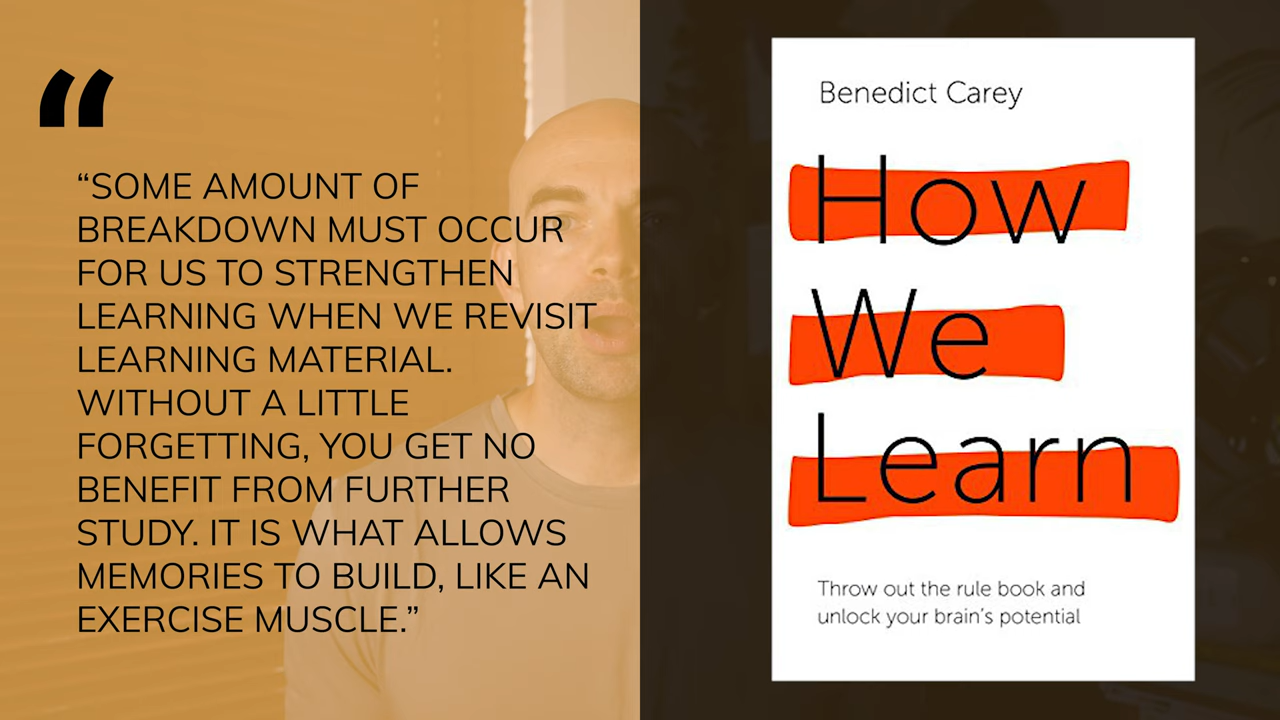 “
“SOME AMOUNT OF
BREAKDOWN MUST OCCUR
FOR US TO STRENGTHEN
LEARNING WHEN WE REVISIT
LEARNING MATERIAL.
WITHOUT A LITTLE
FORGETTING, YOU GET NO
BENEFIT FROM FURTHER
STUDY. IT IS WHAT ALLOWS
MEMORIES TO BUILD, LIKE AN
EXERCISE MUSCLE.”
Benedict Carey
How
We
Learn
Throw out the rule book and
unlock your brain’s potential